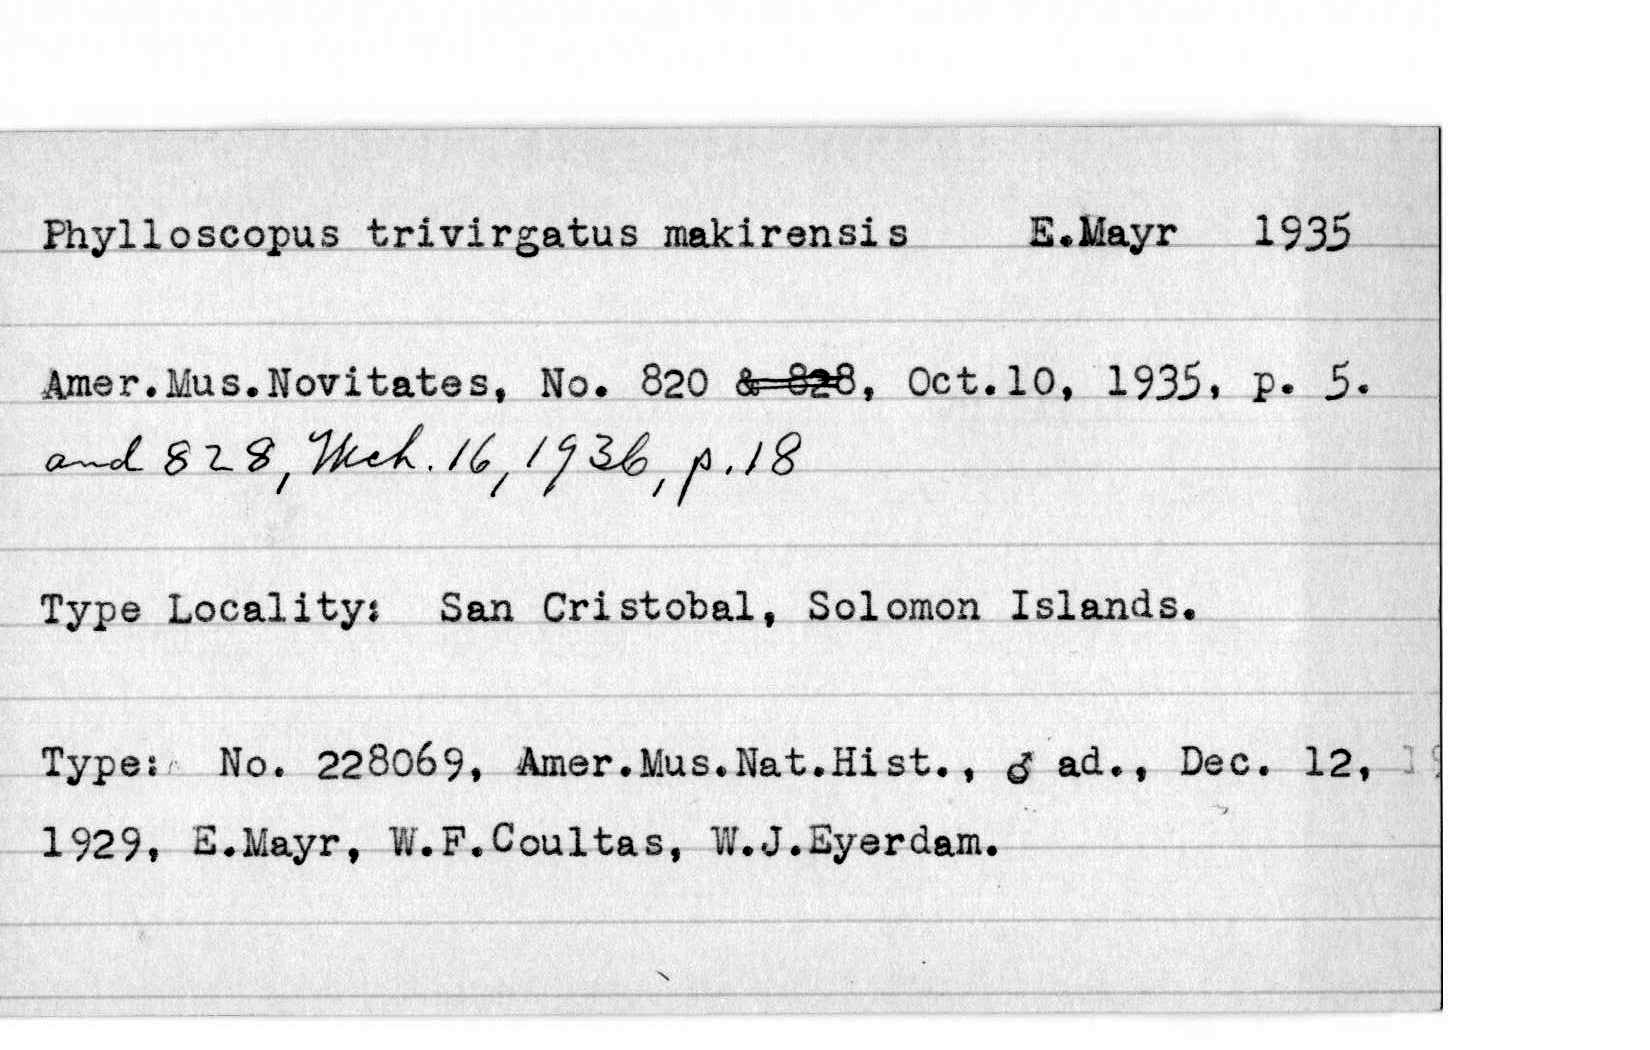 Phylloscopus trivirgatus makirensis E.Mayr 1935
Amer.Mus.Novitates, No. 820 & 828, Oct.10, 1935, p. 5.
and 828, Mch. 16, 1936, p. 18
Type Locality: San Cristobal, Solomon Islands.
Type: No. 228069, Amer.Mus.Nat.Hist., ♂ ad., Dec. 12, 19
1929, E.Mayr, W.F.Coultas, W.J.Eyerdam.